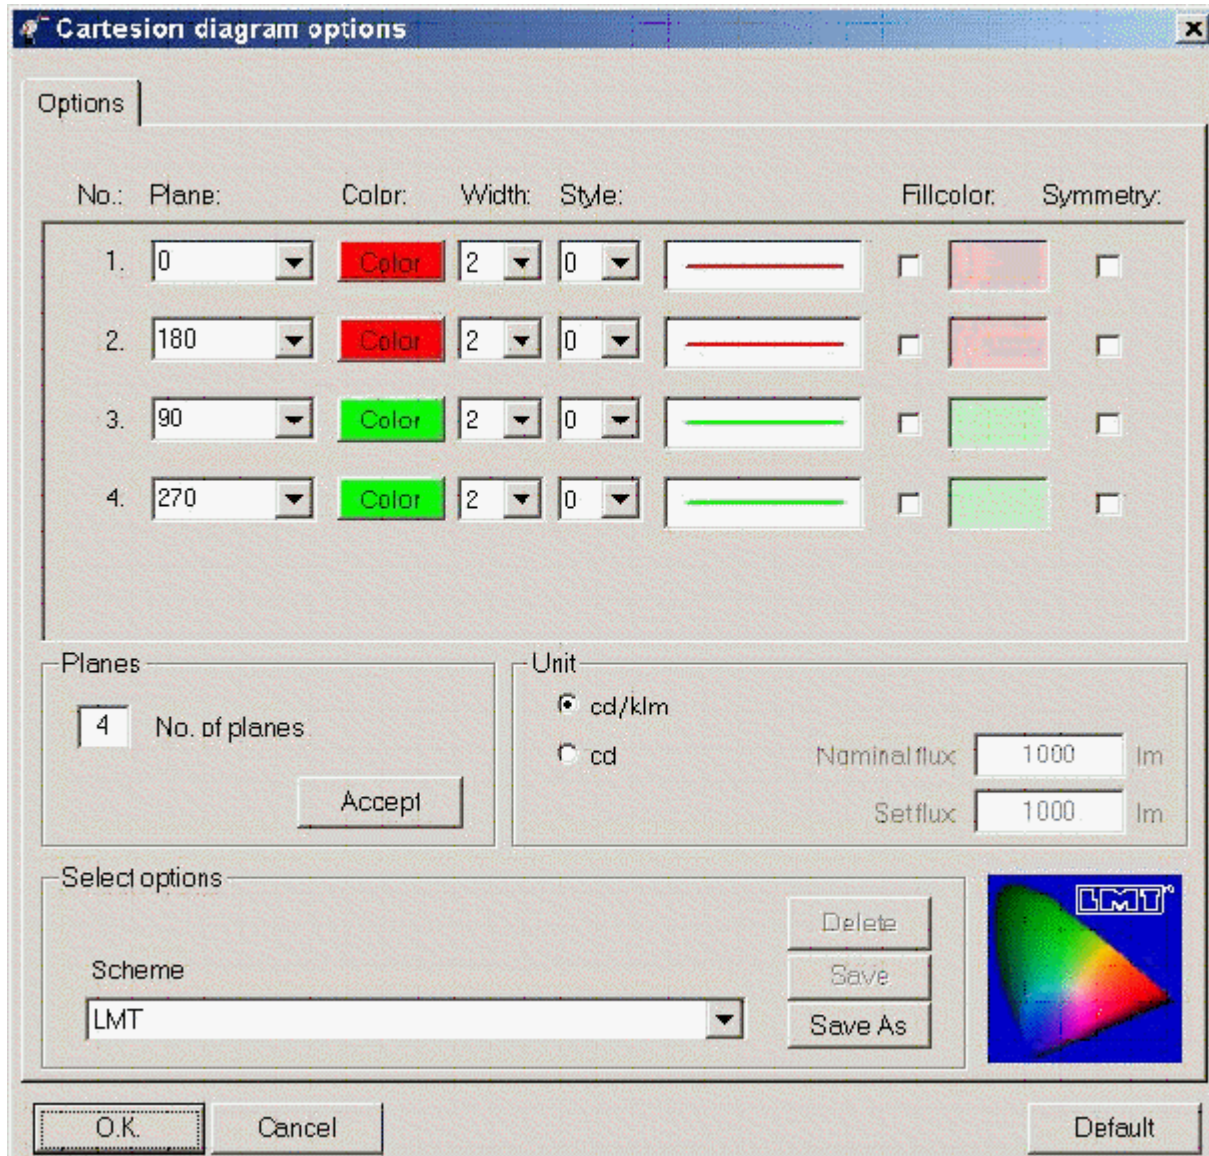 Cartesion diagram options
Options
No.: Plane: Color: Width: Style: Fillcolor: Symmetry:
1. 0 Color 2 0
2. 180 Color 2 0
3. 90 Color 2 0
4. 270 Color 2 0
Planes
4 No. of planes
Accept
Unit
cd/klm
cd
Nominal flux 1000 lm
Set flux 1000 lm
Select options
Scheme
LMT
Delete
Save
Save As
LMT
O.K. Cancel Default